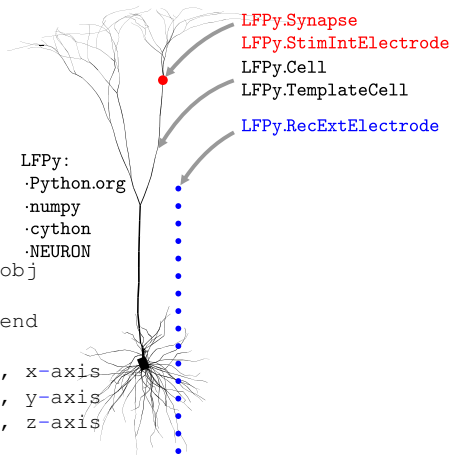 LFPy.Synapse
LFPy.StimIntElectrode
LFPy.Cell
LFPy.TemplateCell
LFPy.RecExtElectrode
LFPy:
·Python.org
·numpy
·cython
·NEURON
obj
end
, x-axis
, y-axis
, z-axis